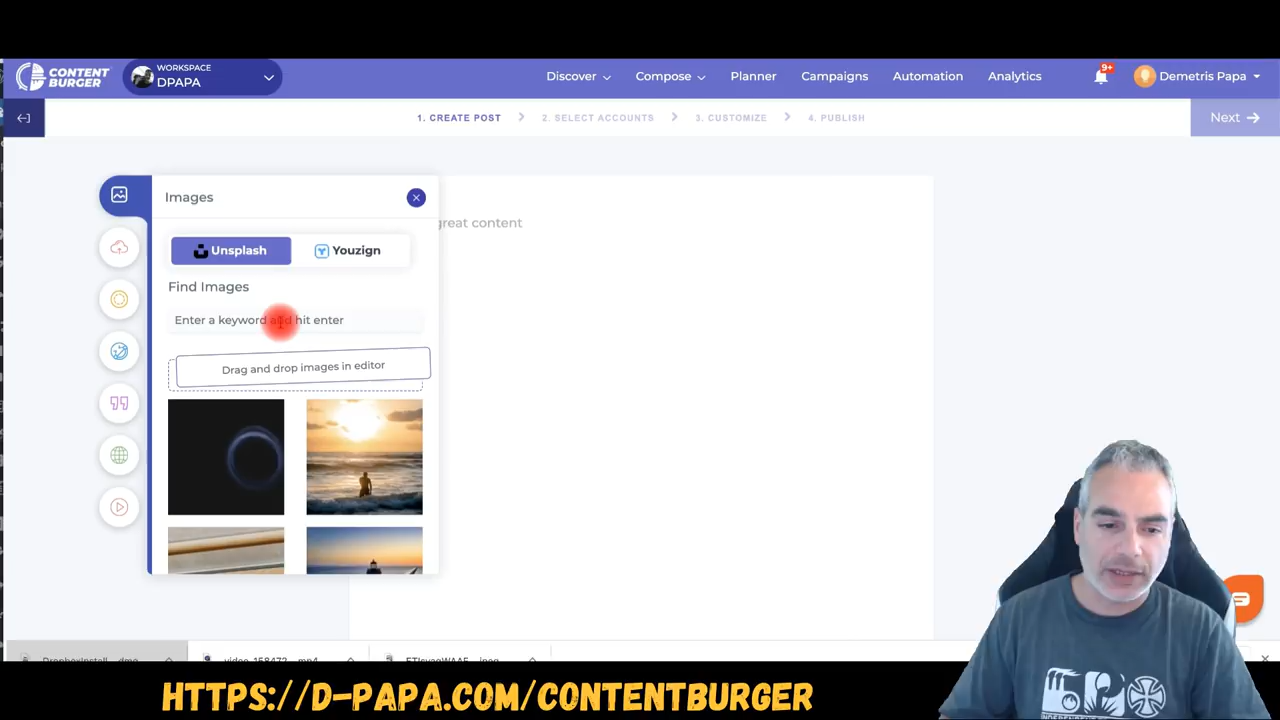 CONTENT BURGER
WORKSPACE
DPAPA
Discover
Compose
Planner
Campaigns
Automation
Analytics
9+
Demetris Papa
1. CREATE POST
2. SELECT ACCOUNTS
3. CUSTOMIZE
4. PUBLISH
Next
Images
great content
Unsplash
Youzign
Find Images
Enter a keyword and hit enter
Drag and drop images in editor
HTTPS://D-PAPA.COM/CONTENTBURGER